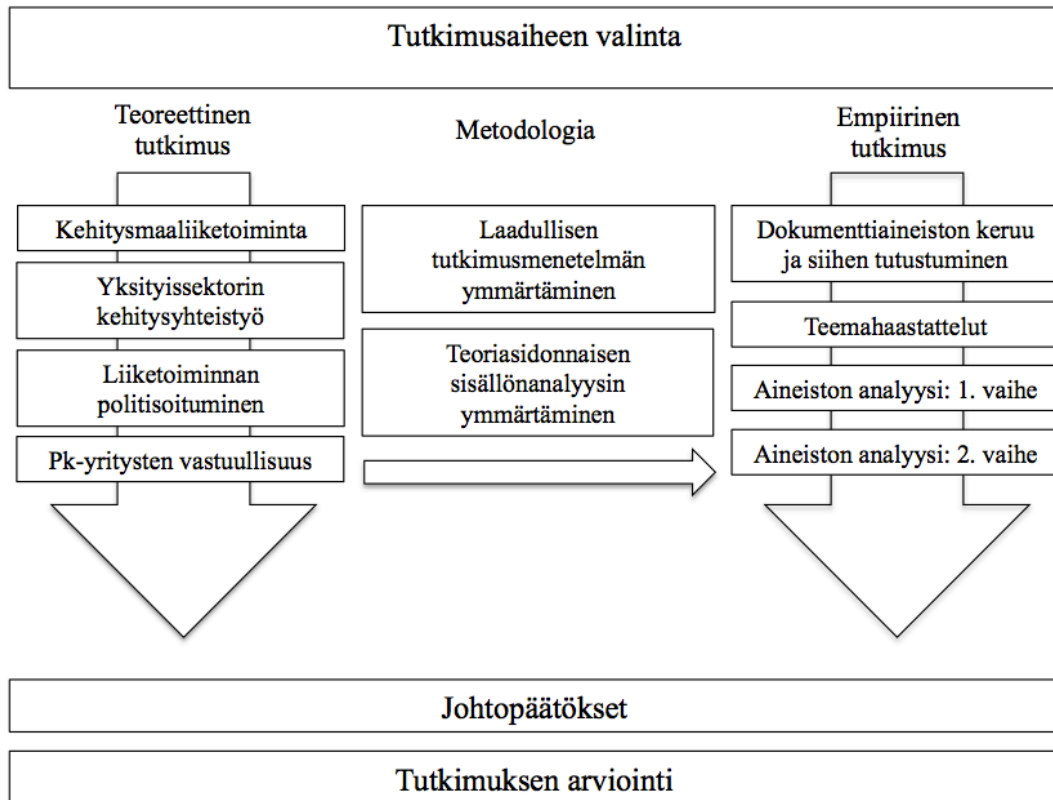 Tutkimusaiheen valinta
Teoreettinen
tutkimus
Metodologia
Empiirinen
tutkimus
Kehitysmaaliiketoiminta
Yksityissektorin
kehitysyhteistyö
Liiketoiminnan
politisoituminen
Pk-yritysten vastuullisuus
Laadullisen
tutkimusmenetelmän
ymmärtäminen
Teoriasidonnaisen
sisällönanalyysin
ymmärtäminen
Dokumenttiaineiston keruu
ja siihen tutustuminen
Teemahaastattelut
Aineiston analyysi: 1. vaihe
Aineiston analyysi: 2. vaihe
Johtopäätökset
Tutkimuksen arviointi